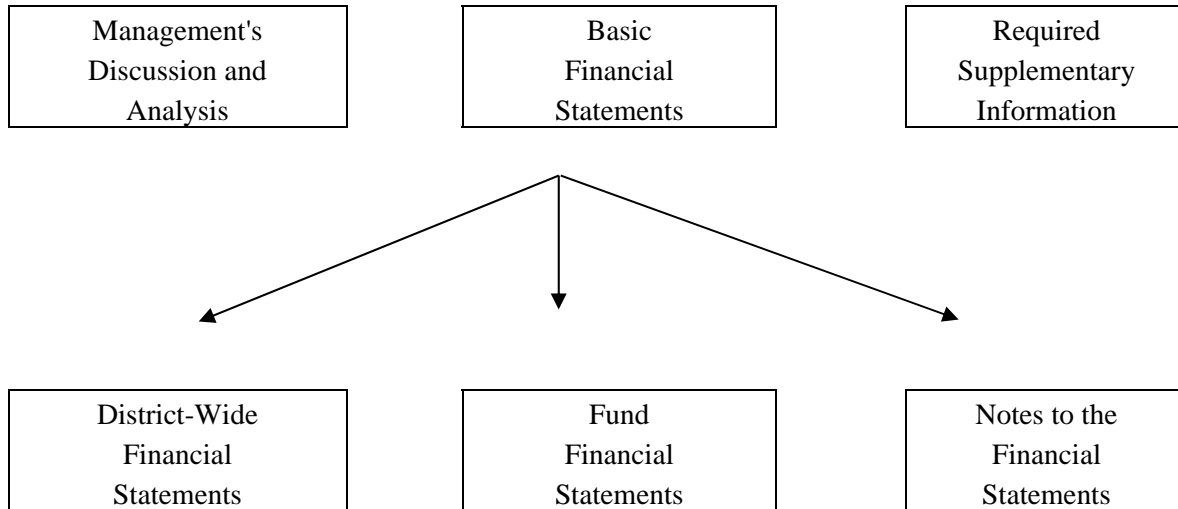 Management's
Discussion and
Analysis
Basic
Financial
Statements
Required
Supplementary
Information
District-Wide
Financial
Statements
Fund
Financial
Statements
Notes to the
Financial
Statements